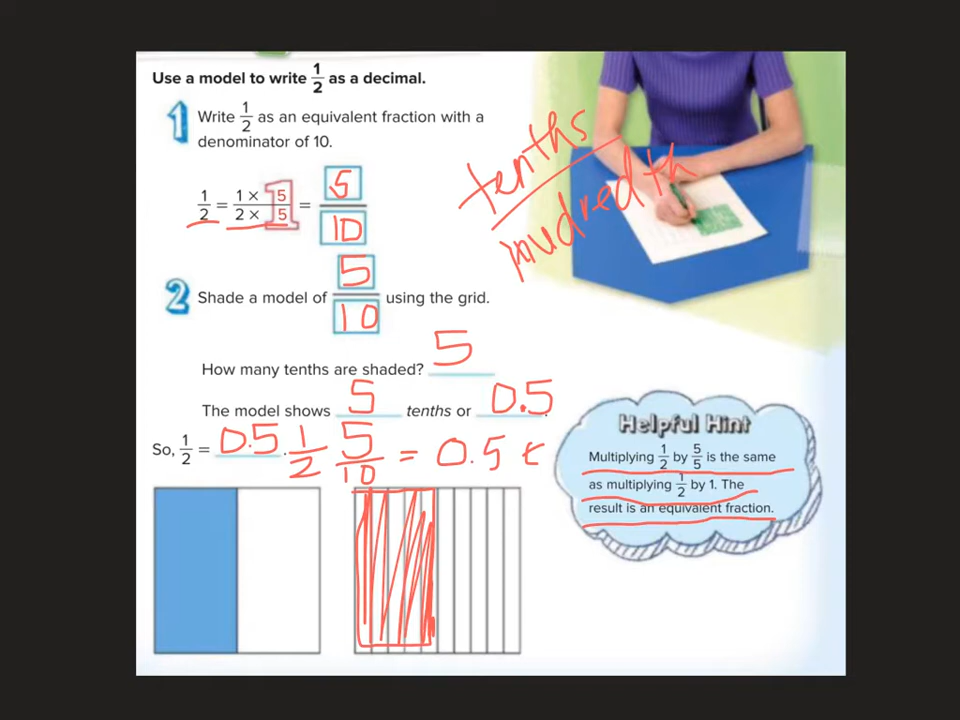 Use a model to write 1/2 as a decimal.
1 Write 1/2 as an equivalent fraction with a
denominator of 10.
1/2 = 1 × 5 / 2 × 5 = 5/10
tenths
2 Shade a model of 5/10 using the grid.
How many tenths are shaded? 5
The model shows 5 tenths or 0.5.
So, 1/2 = 0.5. 1/2 5/10 = 0.5
Helpful Hint
Multiplying 1/2 by 5/5 is the same
as multiplying 1/2 by 1. The
result is an equivalent fraction.